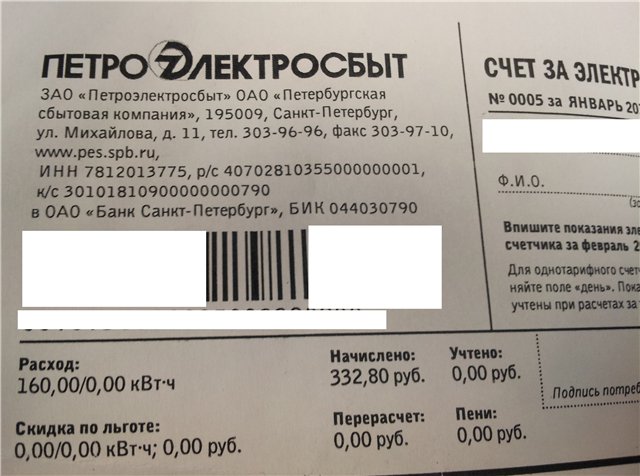 ПЕТРОЭЛЕКТРОСБЫТ
ЗАО «Петроэлектросбыт» ОАО «Петербургская
сбытовая компания», 195009, Санкт-Петербург,
ул. Михайлова, д. 11, тел. 303-96-96, факс 303-97-10,
www.pes.spb.ru,
ИНН 7812013775, р/с 40702810355000000001,
к/с 30101810900000000790
в ОАО «Банк Санкт-Петербург», БИК 044030790
Расход:
160,00/0,00 кВт·ч
Начислено:
332,80 руб.
Учтено:
0,00 руб.
Скидка по льготе:
0,00/0,00 кВт·ч; 0,00 руб.
Перерасчет:
0,00 руб.
Пени:
0,00 руб.
СЧЕТ ЗА ЭЛЕКТР
№ 0005 за ЯНВАРЬ 20
Ф.И.О.
Впишите показания эле
счетчика за февраль 2
Для однотарифного счет
няйте поле «день». Пока
учтены при расчетах за
Подпись потреб